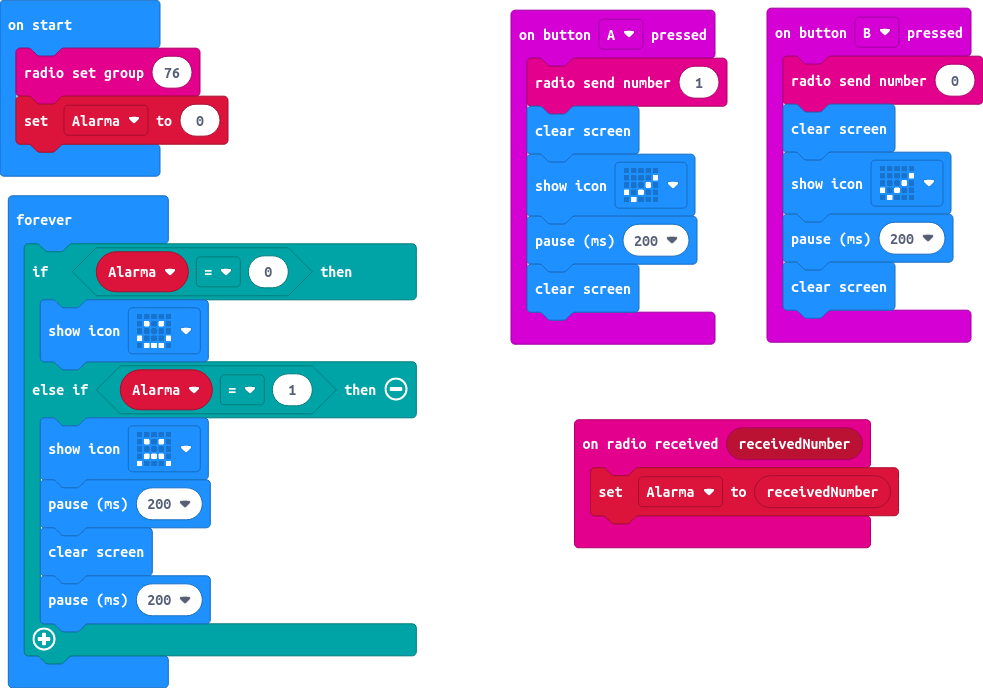 on start
radio set group 76
set Alarma to 0
forever
if Alarma = 0 then
show icon
else if Alarma = 1 then
show icon
pause (ms) 200
clear screen
pause (ms) 200
on button A pressed
radio send number 1
clear screen
show icon
pause (ms) 200
clear screen
on button B pressed
radio send number 0
clear screen
show icon
pause (ms) 200
clear screen
on radio received receivedNumber
set Alarma to receivedNumber